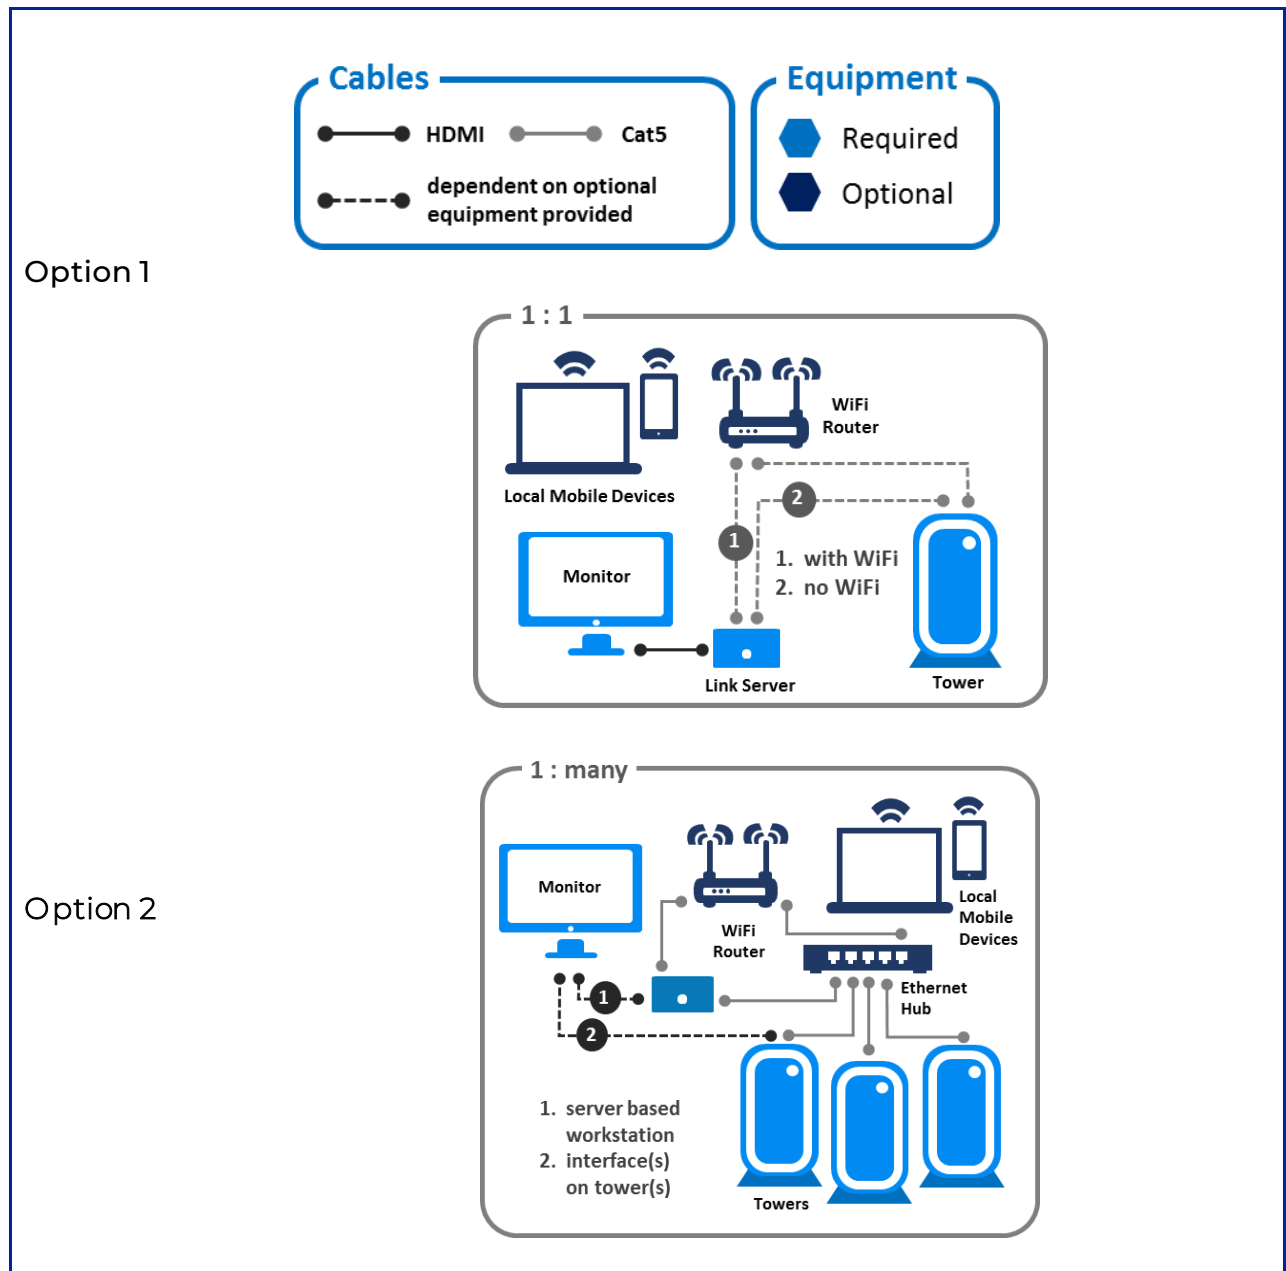 Cables
HDMI
Cat5
dependent on optional
equipment provided
Equipment
Required
Optional
Option 1
1 : 1
WiFi
Router
Local Mobile Devices
2
1
Monitor
1. with WiFi
2. no WiFi
Link Server
Tower
Option 2
1 : many
Monitor
WiFi
Router
Local
Mobile
Devices
Ethernet
Hub
1
2
1. server based
workstation
2. interface(s)
on tower(s)
Towers